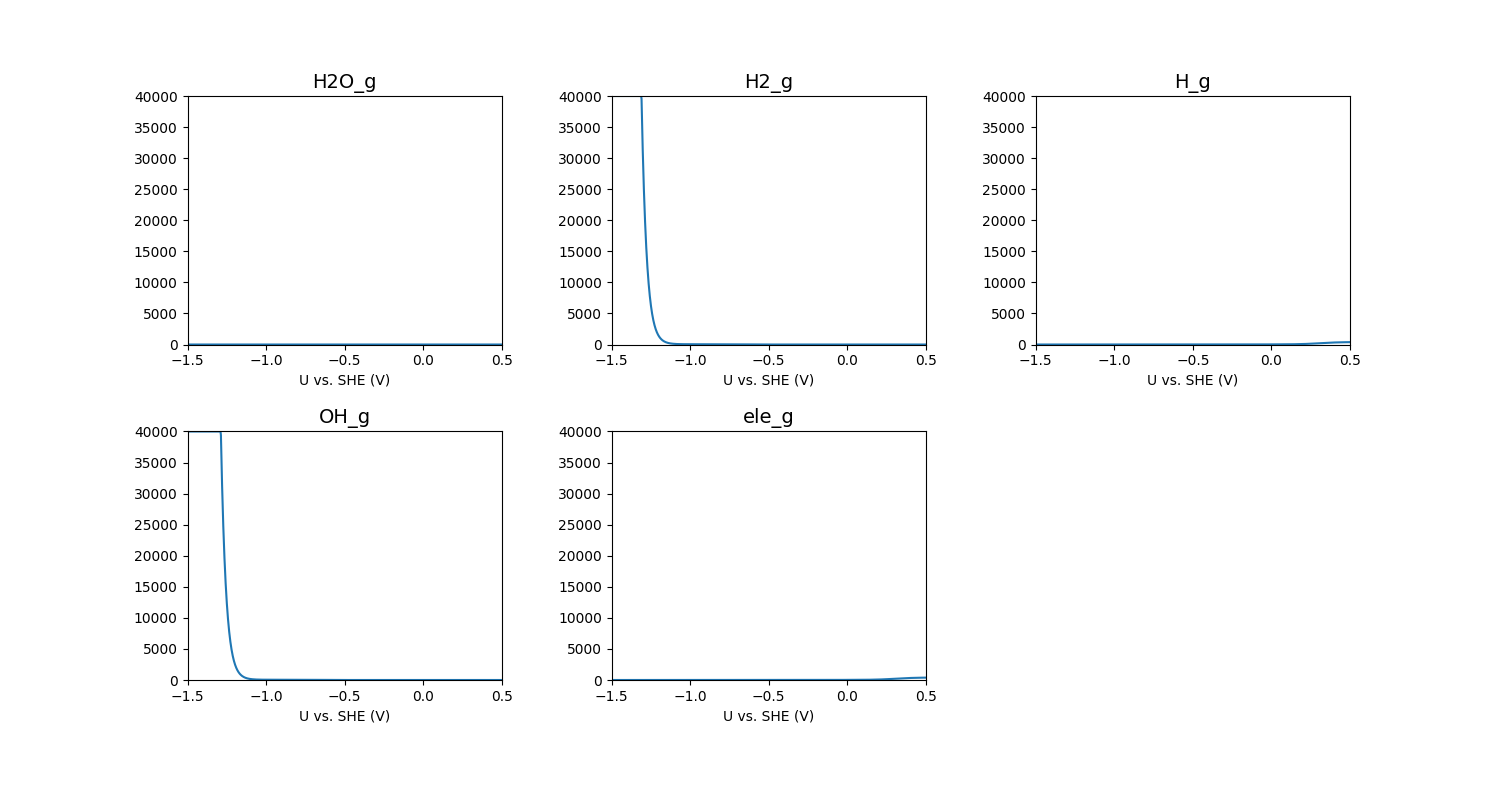 H2O_g H2_g H_g
40000 40000 40000
35000 35000 35000
30000 30000 30000
25000 25000 25000
20000 20000 20000
15000 15000 15000
10000 10000 10000
5000 5000 5000
0 0 0
−1.5 −1.0 −0.5 0.0 0.5 −1.5 −1.0 −0.5 0.0 0.5 −1.5 −1.0 −0.5 0.0 0.5
U vs. SHE (V) U vs. SHE (V) U vs. SHE (V)
OH_g ele_g
40000 40000
35000 35000
30000 30000
25000 25000
20000 20000
15000 15000
10000 10000
5000 5000
0 0
−1.5 −1.0 −0.5 0.0 0.5 −1.5 −1.0 −0.5 0.0 0.5
U vs. SHE (V) U vs. SHE (V)